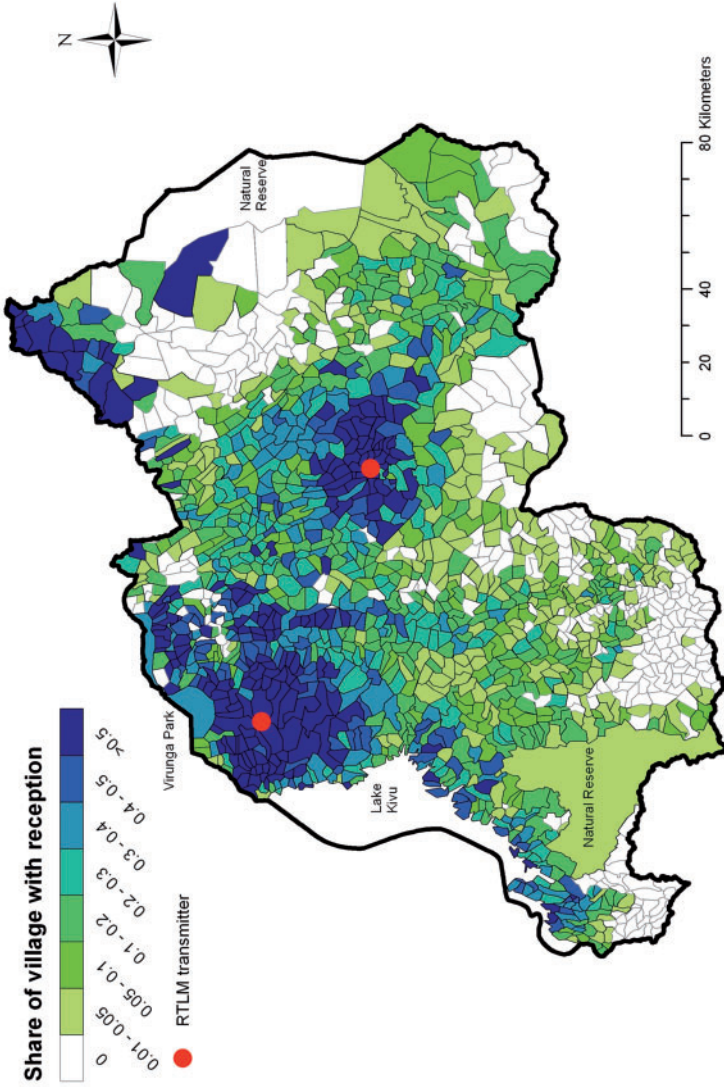 Share of village with reception
0
0.01 - 0.05
0.05 - 0.1
0.1 - 0.2
0.2 - 0.3
0.3 - 0.4
0.4 - 0.5
>0.5
RTLM transmitter
Virunga Park
Lake
Kivu
Natural Reserve
Natural
Reserve
N
0 20 40 80 Kilometers